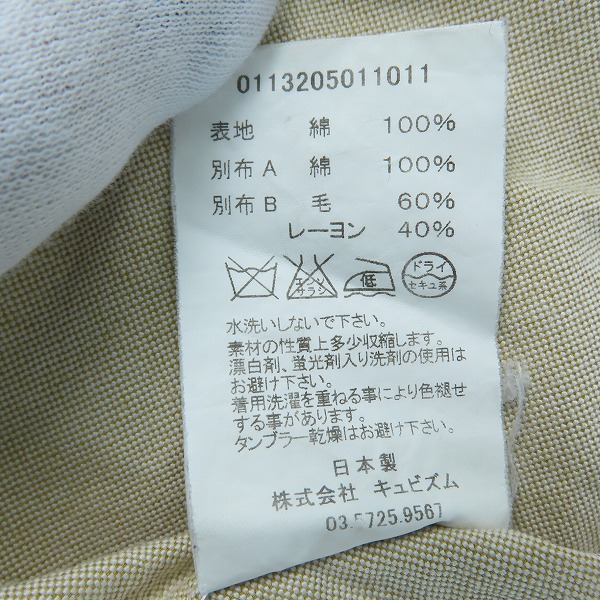 0113205011011
表地 綿 100%
別布A 綿 100%
別布B 毛 60%
レーヨン 40%
エンソ サラシ 低 ドライ セキユ系
水洗いしないで下さい。
素材の性質上多少収縮します。
漂白剤、蛍光剤入り洗剤の使用は
お避け下さい。
着用洗濯を重ねる事により色褪せ
する事があります。
タンブラー乾燥はお避け下さい。
日本製
株式会社 キュビズム
03.5725.9567